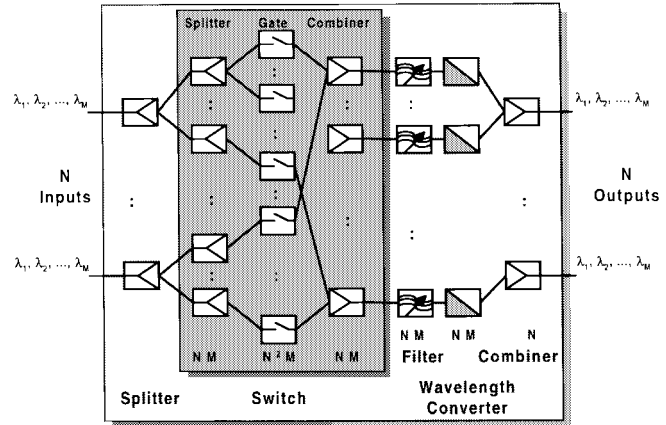 Splitter Gate Combiner
λ1, λ2, ..., λM
λ1, λ2, ..., λM
N
Inputs
N
Outputs
λ1, λ2, ..., λM
λ1, λ2, ..., λM
N M N 2 M N M
N M N M N
Filter Combiner
Splitter Switch Wavelength
Converter